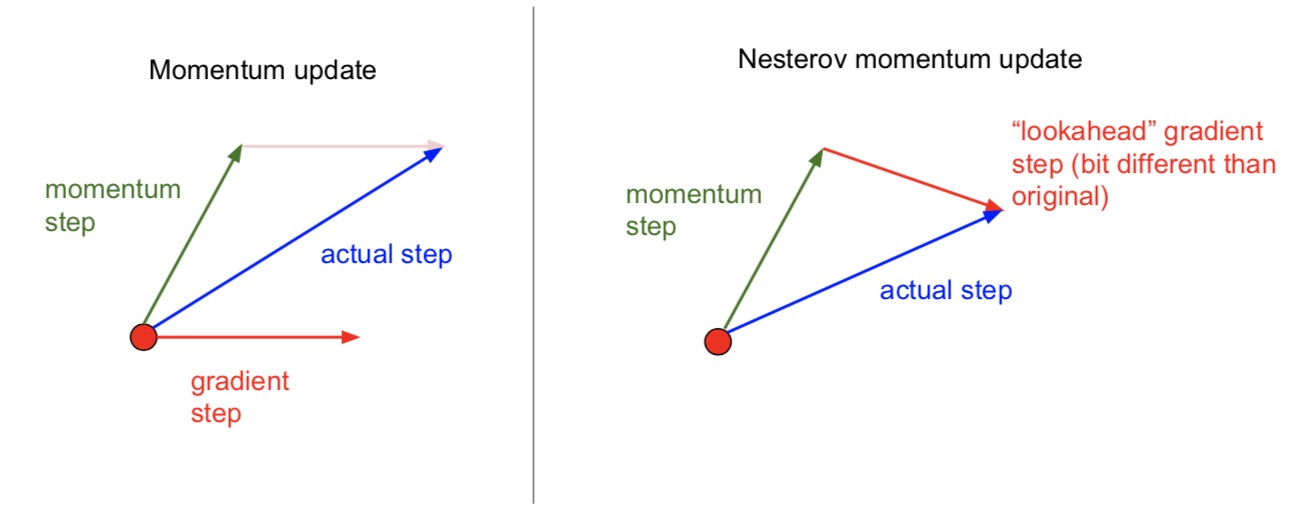 Momentum update
momentum
step
actual step
gradient
step
Nesterov momentum update
“lookahead” gradient
step (bit different than
original)
momentum
step
actual step